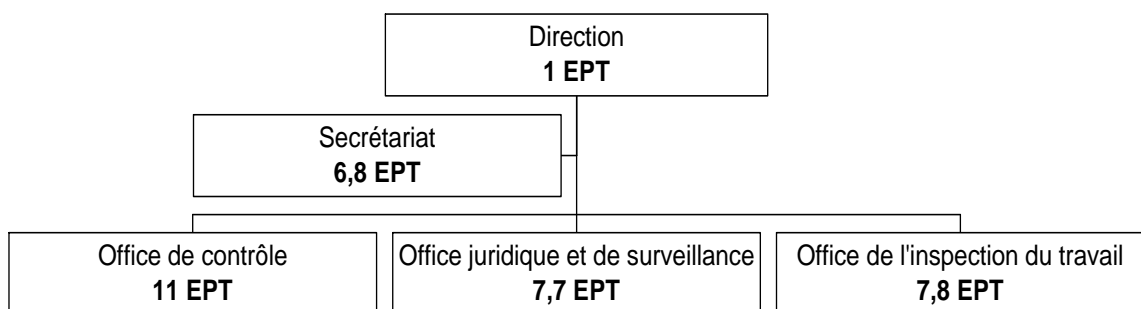 Direction
1 EPT
Secrétariat
6,8 EPT
Office de contrôle
11 EPT
Office juridique et de surveillance
7,7 EPT
Office de l'inspection du travail
7,8 EPT